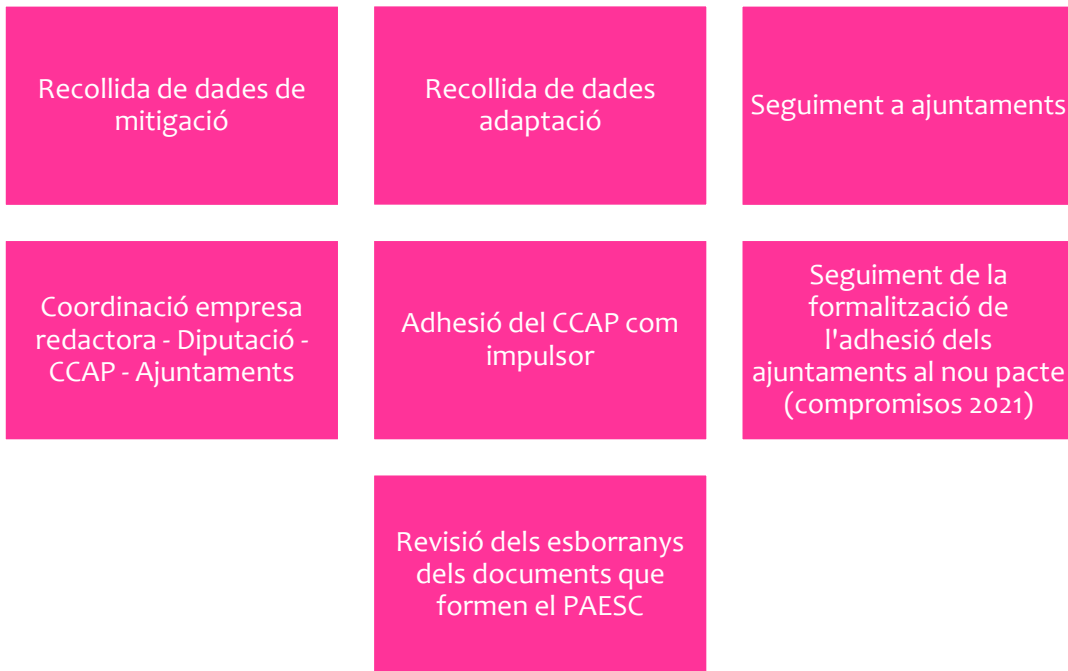 Recollida de dades de
mitigació
Recollida de dades
adaptació
Seguiment a ajuntaments
Coordinació empresa
redactora - Diputació -
CCAP - Ajuntaments
Adhesió del CCAP com
impulsor
Seguiment de la
formalització de
l'adhesió dels
ajuntaments al nou pacte
(compromisos 2021)
Revisió dels esborranys
dels documents que
formen el PAESC